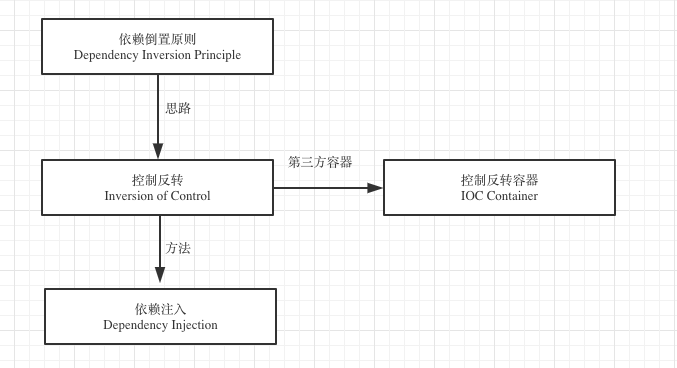 依赖倒置原则
Dependency Inversion Principle
思路
控制反转
Inversion of Control
第三方容器
控制反转容器
IOC Container
方法
依赖注入
Dependency Injection